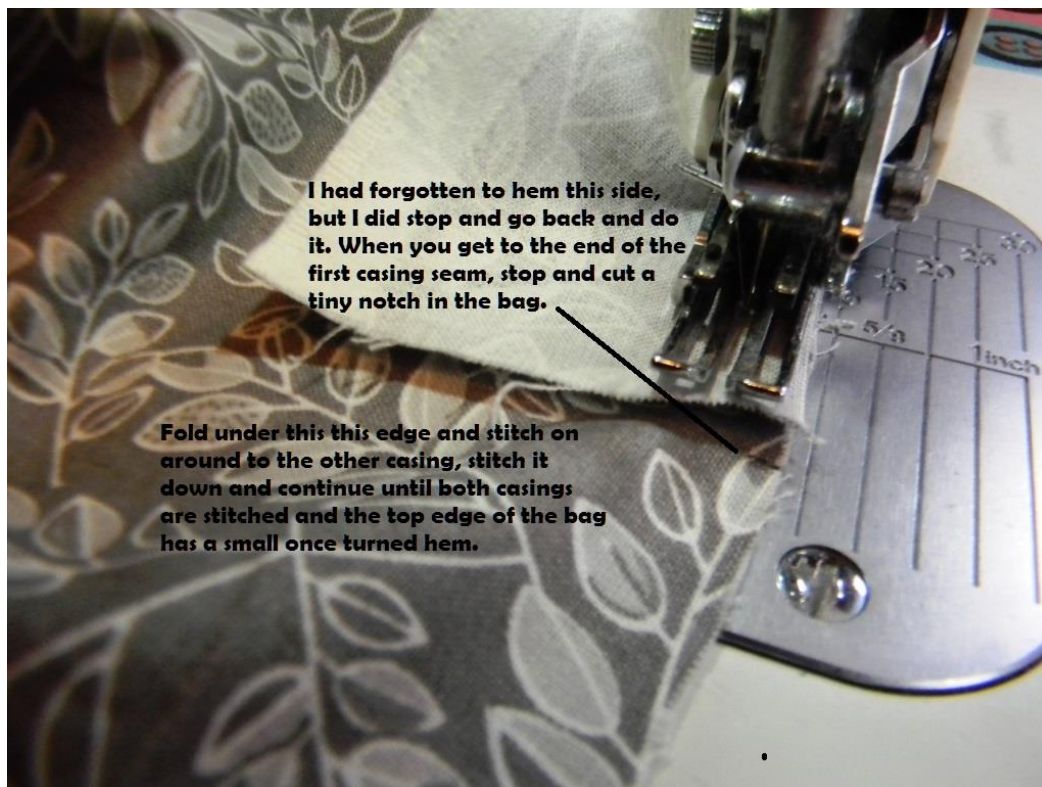 I had forgotten to hem this side,
but I did stop and go back and do
it. When you get to the end of the
first casing seam, stop and cut a
tiny notch in the bag.
Fold under this this edge and stitch on
around to the other casing, stitch it
down and continue until both casings
are stitched and the top edge of the bag
has a small once turned hem.
15 20 25 30
5/8
1inch